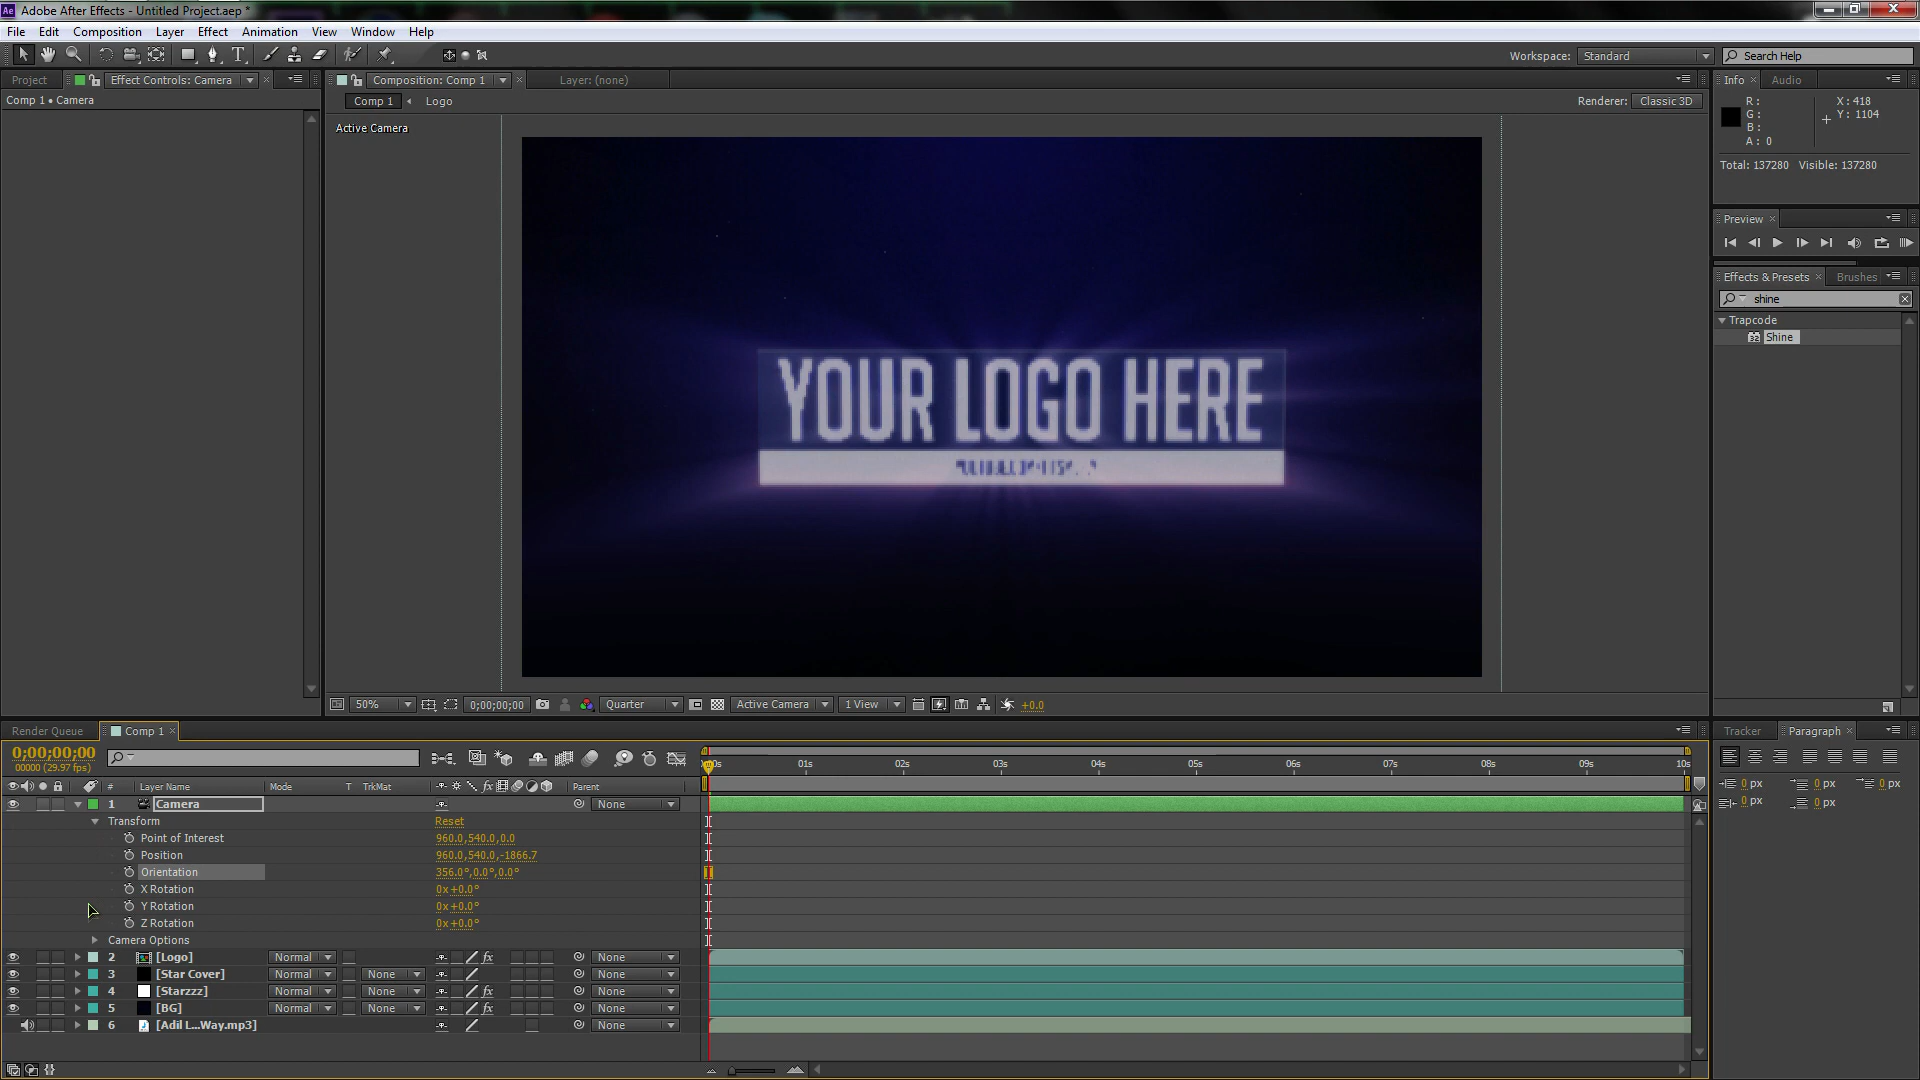 Ae Adobe After Effects - Untitled Project.aep *
File Edit Composition Layer Effect Animation View Window Help
Workspace: Standard Search Help
Project Effect Controls: Camera Composition: Comp 1 Layer: (none) Info Audio
Comp 1 • Camera
Comp 1 Logo Renderer: Classic 3D
Active Camera
R :
G :
B :
A : 0
X : 418
Y : 1104
Total: 137280 Visible: 137280
Preview
Effects & Presets Brushes
shine
Trapcode
32 Shine
YOUR LOGO HERE
50% 0;00;00;00 Quarter Active Camera 1 View +0.0
Render Queue Comp 1 Tracker Paragraph
0;00;00;00
00000 (29.97 fps)
01s 02s 03s 04s 05s 06s 07s 08s 09s 10s
# Layer Name Mode T TrkMat fx Parent
0 px 0 px 0 px
0 px 0 px
1 Camera None
Transform Reset
Point of Interest 960.0,540.0,0.0
Position 960.0,540.0,-1866.7
Orientation 356.0°,0.0°,0.0°
X Rotation 0x+0.0°
Y Rotation 0x+0.0°
Z Rotation 0x+0.0°
Camera Options
2 [Logo] Normal fx None
3 [Star Cover] Normal None None
4 [Starzzz] Normal None fx None
5 [BG] Normal None fx None
6 [Adil L...Way.mp3] None